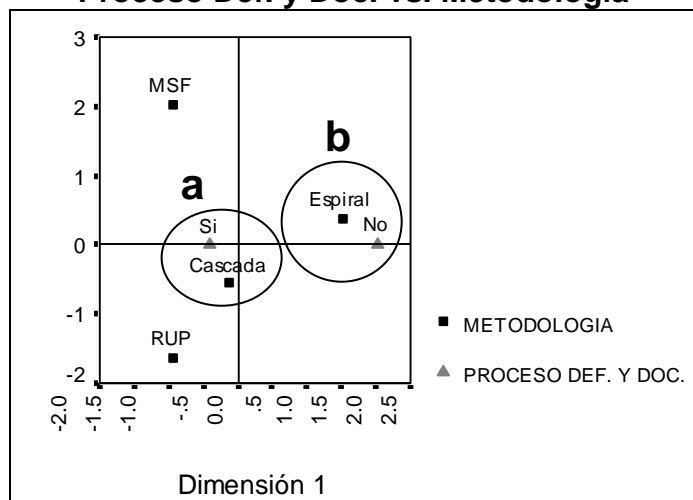 Proceso Def. y Doc. vs. Metodología
3
MSF
2
b
a
1
Espiral
Si
No
0
Cascada
-1
METODOLOGIA
RUP
PROCESO DEF. Y DOC.
-2
-2.0
-1.5
-1.0
-.5
0.0
.5
1.0
1.5
2.0
2.5
Dimensión 1